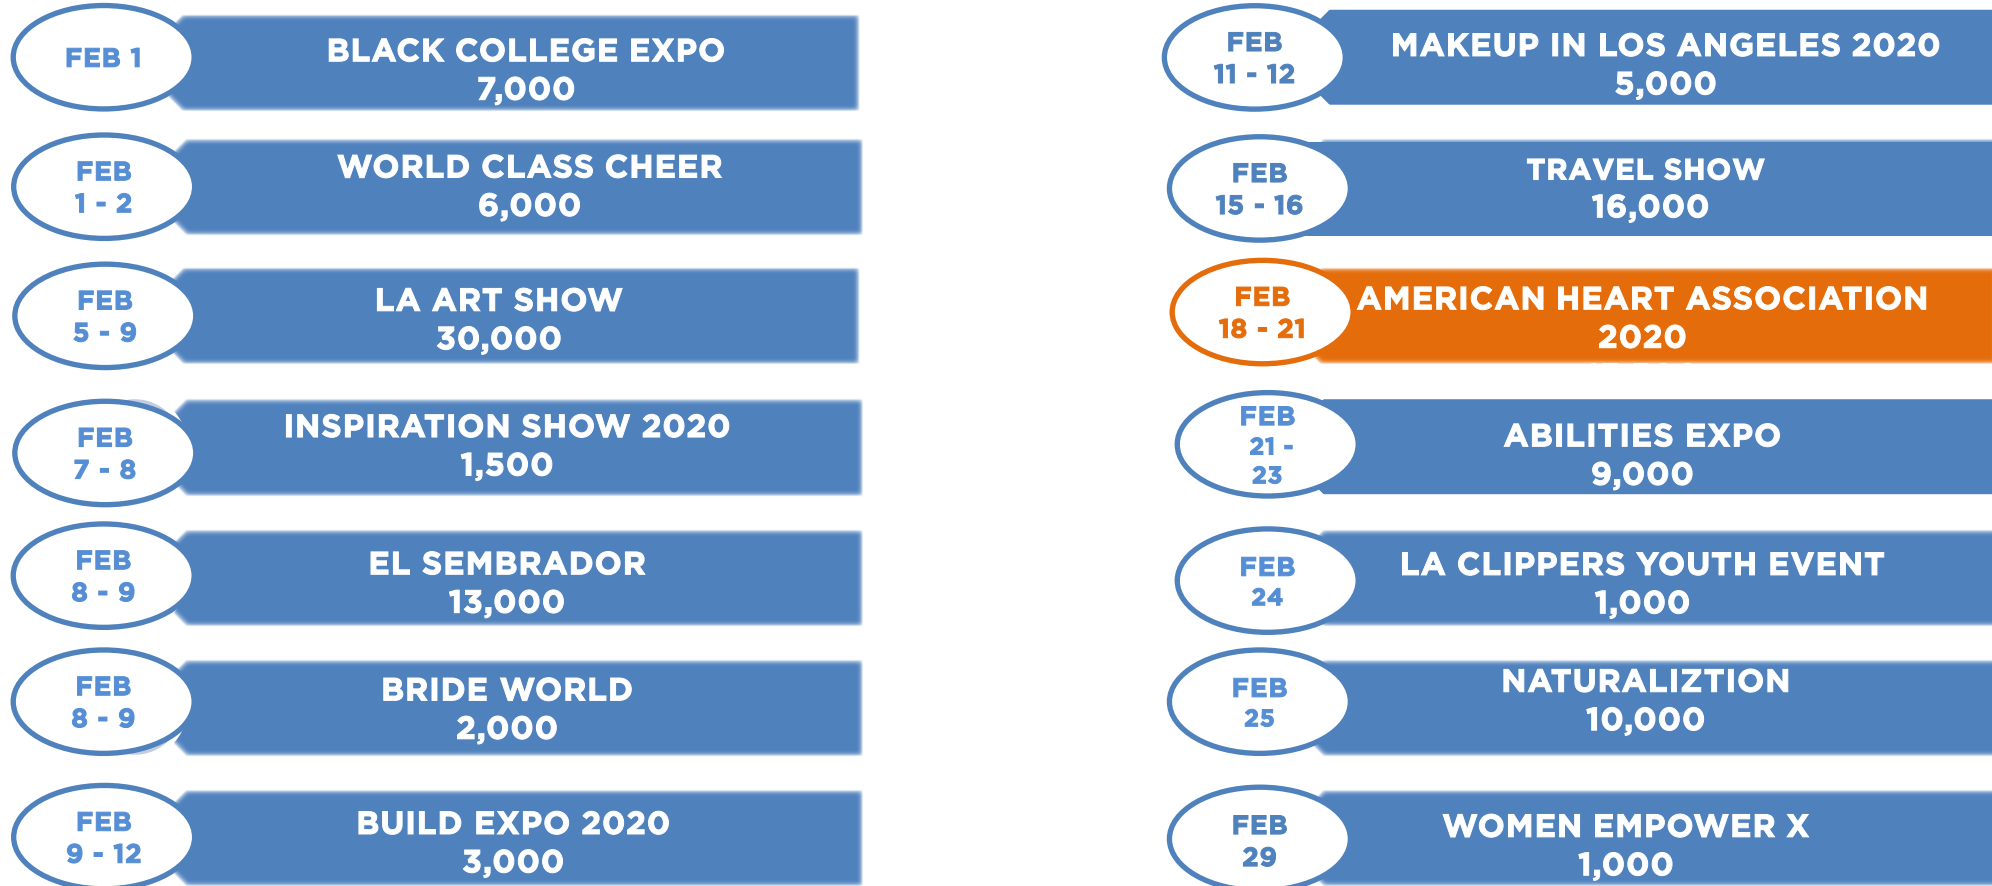 FEB 1
BLACK COLLEGE EXPO
7,000
FEB
1 - 2
WORLD CLASS CHEER
6,000
FEB
5 - 9
LA ART SHOW
30,000
FEB
7 - 8
INSPIRATION SHOW 2020
1,500
FEB
8 - 9
EL SEMBRADOR
13,000
FEB
8 - 9
BRIDE WORLD
2,000
FEB
9 - 12
BUILD EXPO 2020
3,000
FEB
11 - 12
MAKEUP IN LOS ANGELES 2020
5,000
FEB
15 - 16
TRAVEL SHOW
16,000
FEB
18 - 21
AMERICAN HEART ASSOCIATION
2020
FEB
21 -
23
ABILITIES EXPO
9,000
FEB
24
LA CLIPPERS YOUTH EVENT
1,000
FEB
25
NATURALIZTION
10,000
FEB
29
WOMEN EMPOWER X
1,000